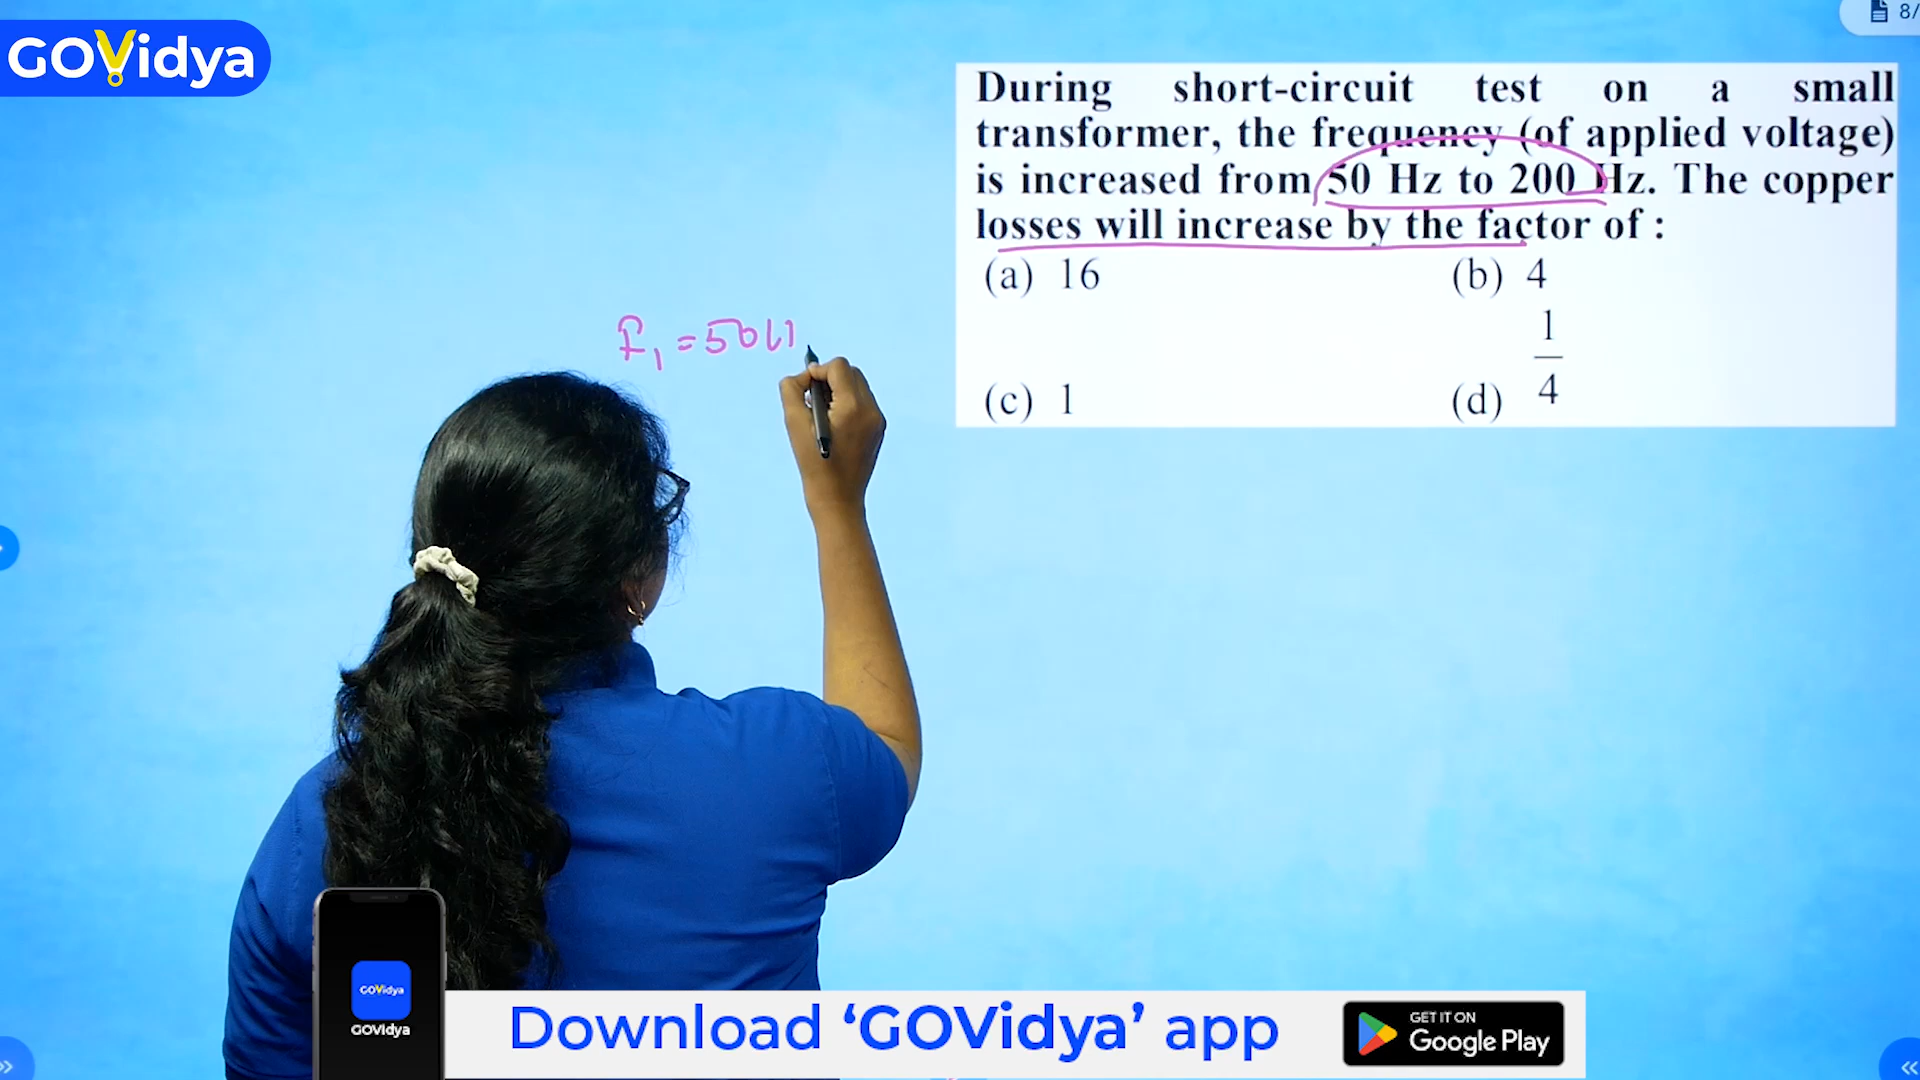 GOVidya
8/
During short-circuit test on a small
transformer, the frequency (of applied voltage)
is increased from 50 Hz to 200 Hz. The copper
losses will increase by the factor of :
(a) 16 (b) 4
(c) 1 (d) 1/4
f₁ = 50H
GOVidya
GOVidya
Download ‘GOVidya’ app
GET IT ON
Google Play